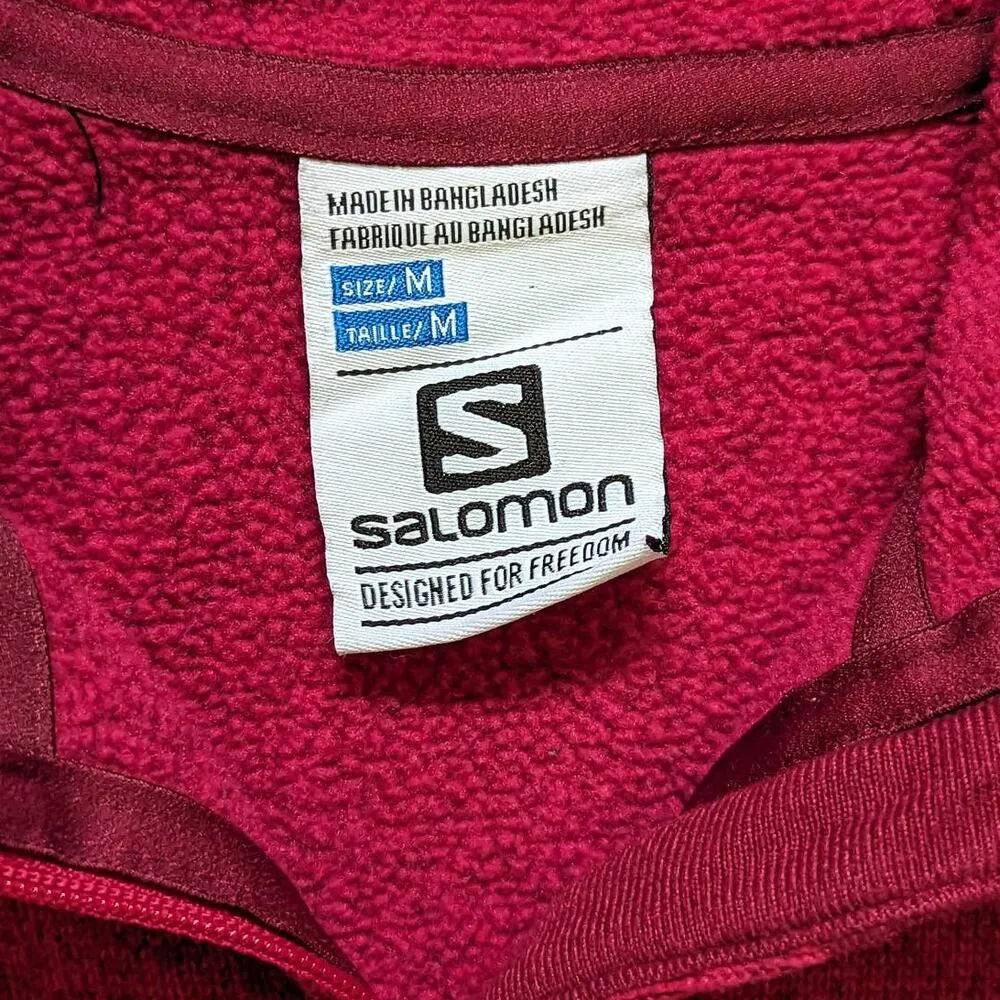 MADE IN BANGLADESH
FABRIQUE AU BANGLADESH
SIZE/ M
TAILLE/ M
S
SALOMON
DESIGNED FOR FREEDOM